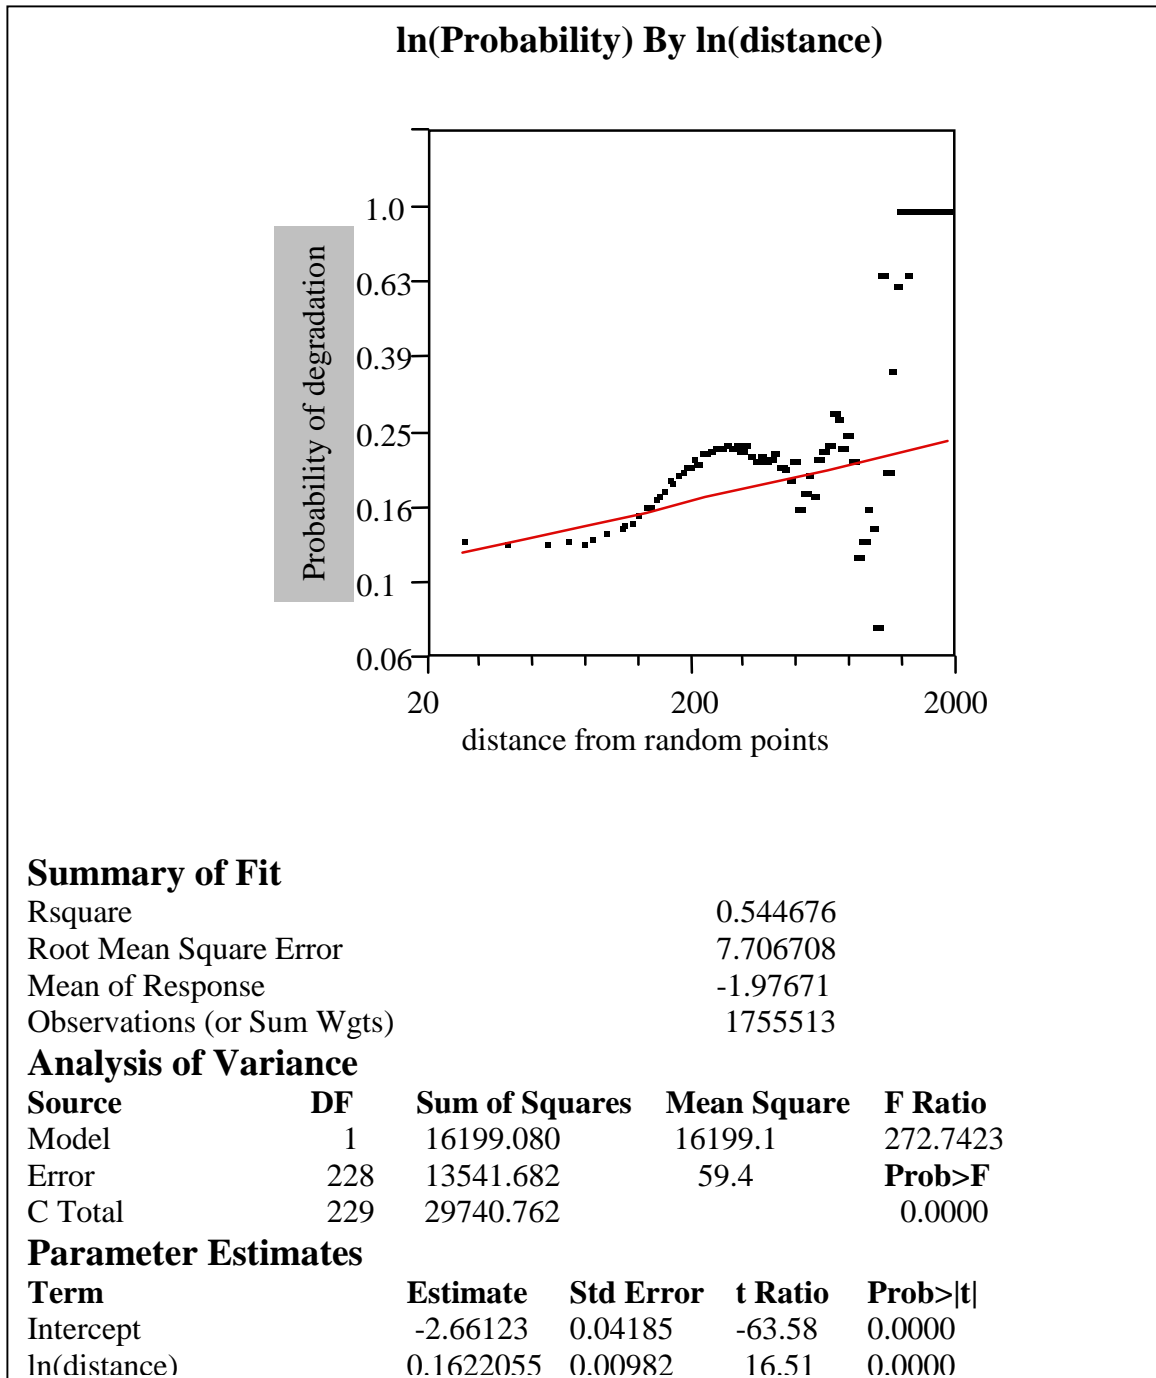 ln(Probability) By ln(distance)
1.0
0.63
0.39
0.25
0.16
0.1
0.06
Probability of degradation
20 200 2000
distance from random points
Summary of Fit
Rsquare 0.544676
Root Mean Square Error 7.706708
Mean of Response -1.97671
Observations (or Sum Wgts) 1755513
Analysis of Variance
Source DF Sum of Squares Mean Square F Ratio
Model 1 16199.080 16199.1 272.7423
Error 228 13541.682 59.4 Prob>F
C Total 229 29740.762 0.0000
Parameter Estimates
Term Estimate Std Error t Ratio Prob>|t|
Intercept -2.66123 0.04185 -63.58 0.0000
ln(distance) 0.1622055 0.00982 16.51 0.0000